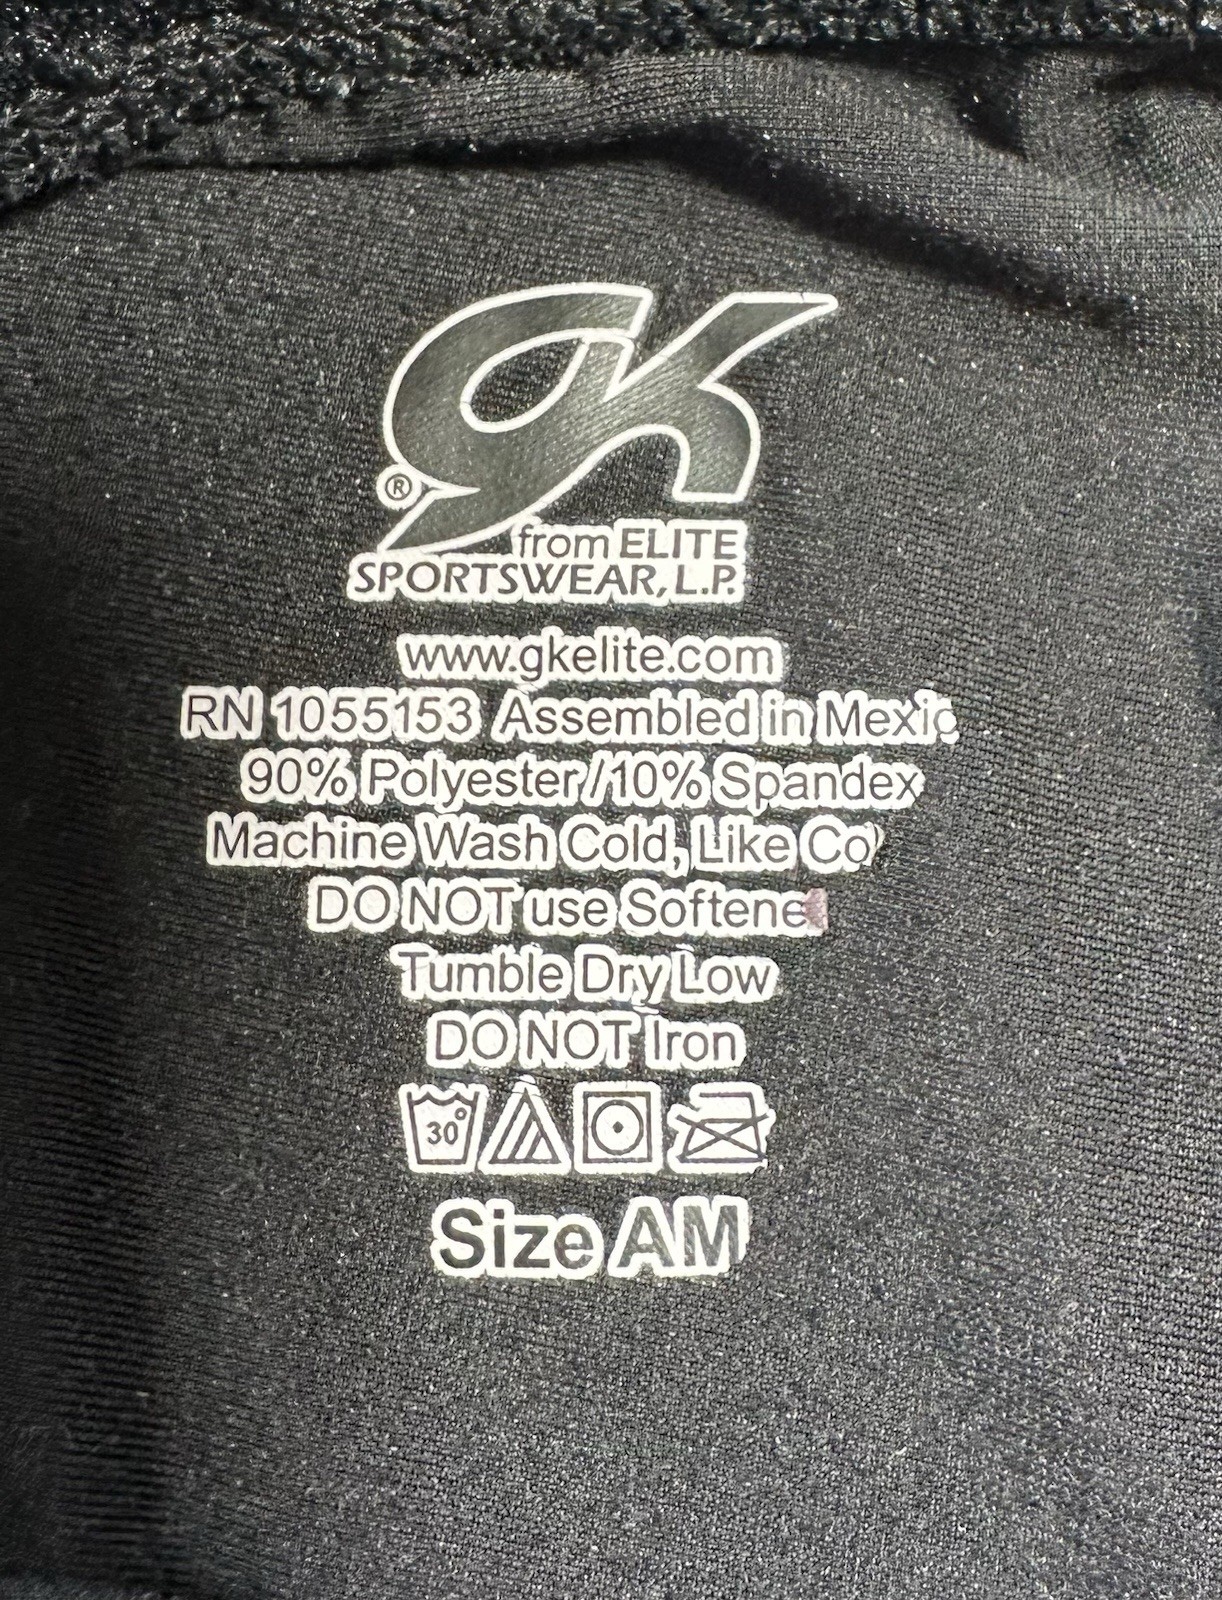 GK
®
from ELITE
SPORTSWEAR, L.P.
www.gkelite.com
RN 1055153 Assembled in Mexic
90% Polyester/10% Spandex
Machine Wash Cold, Like Co
DO NOT use Softene
Tumble Dry Low
DO NOT Iron
30°
Size AM